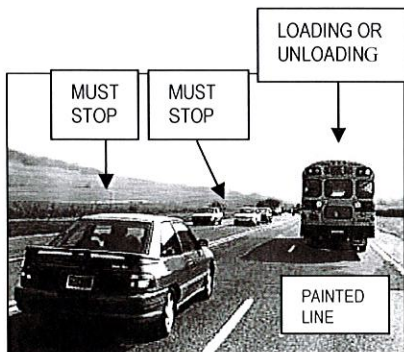 LOADING OR
UNLOADING
MUST
STOP
MUST
STOP
PAINTED
LINE